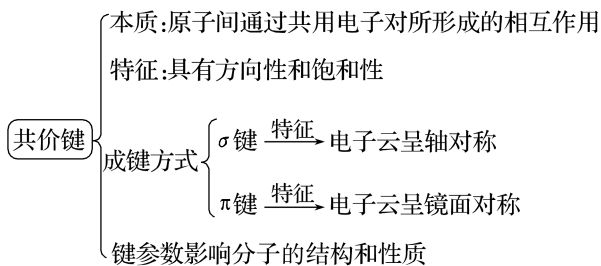 本质:原子间通过共用电子对所形成的相互作用
特征:具有方向性和饱和性
共价键
成键方式
σ键 特征 电子云呈轴对称
π键 特征 电子云呈镜面对称
键参数影响分子的结构和性质